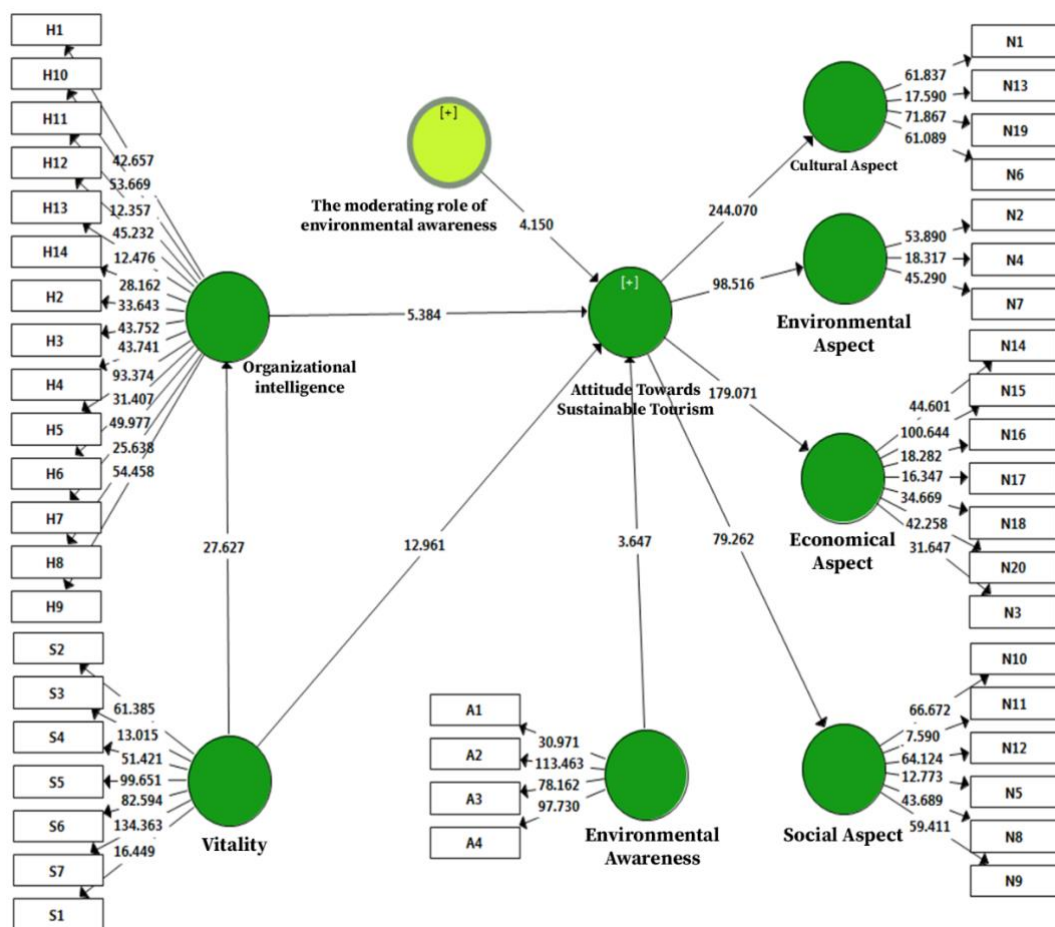 H1
H10
H11
H12
H13
H14
H2
H3
H4
H5
H6
H7
H8
H9
42.657
53.669
12.357
45.232
12.476
28.162
33.643
43.752
43.741
93.374
31.407
49.977
25.638
54.458
Organizational
intelligence
[+]
The moderating role of
environmental awareness
4.150
5.384
[+]
Attitude Towards
Sustainable Tourism
27.627
12.961
3.647
244.070
98.516
179.071
79.262
Cultural Aspect
61.837
17.590
71.867
61.089
N1
N13
N19
N6
Environmental
Aspect
53.890
18.317
45.290
N2
N4
N7
Economical
Aspect
44.601
100.644
18.282
16.347
34.669
42.258
31.647
N14
N15
N16
N17
N18
N20
N3
Social Aspect
66.672
7.590
64.124
12.773
43.689
59.411
N10
N11
N12
N5
N8
N9
S2
S3
S4
S5
S6
S7
S1
61.385
13.015
51.421
99.651
82.594
134.363
16.449
Vitality
A1
A2
A3
A4
30.971
113.463
78.162
97.730
Environmental
Awareness